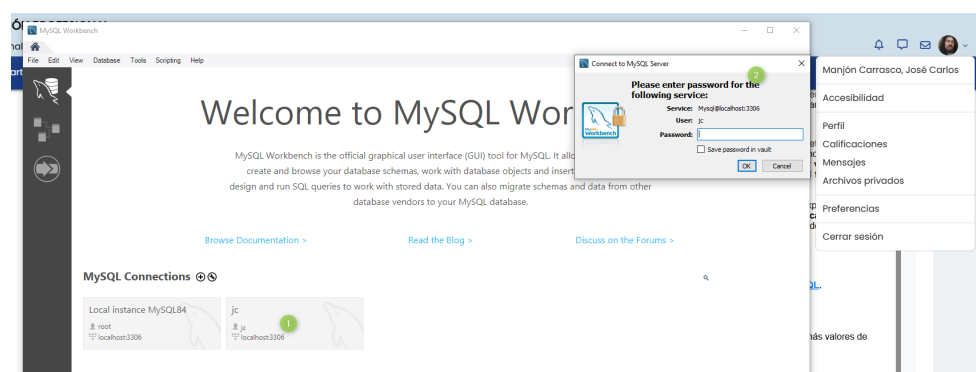 MySQL Workbench
File Edit View Database Tools Scripting Help
Welcome to MySQL Wor
MySQL Workbench is the official graphical user interface (GUI) tool for MySQL. It allo
create and browse your database schemas, work with database objects and insert
design and run SQL queries to work with stored data. You can also migrate schemas and data from other
database vendors to your MySQL database.
Browse Documentation >
Read the Blog >
Discuss on the Forums >
MySQL Connections
Local instance MySQL84
root
localhost:3306
jc
jc
localhost:3306
1
Connect to MySQL Server
2
Please enter password for the
following service:
MySQL
Workbench
Service: Mysql@localhost:3306
User: jc
Password:
Save password in vault
OK
Cancel
Manjón Carrasco, José Carlos
Accesibilidad
Perfil
Calificaciones
Mensajes
Archivos privados
Preferencias
Cerrar sesión
QL.
más valores de